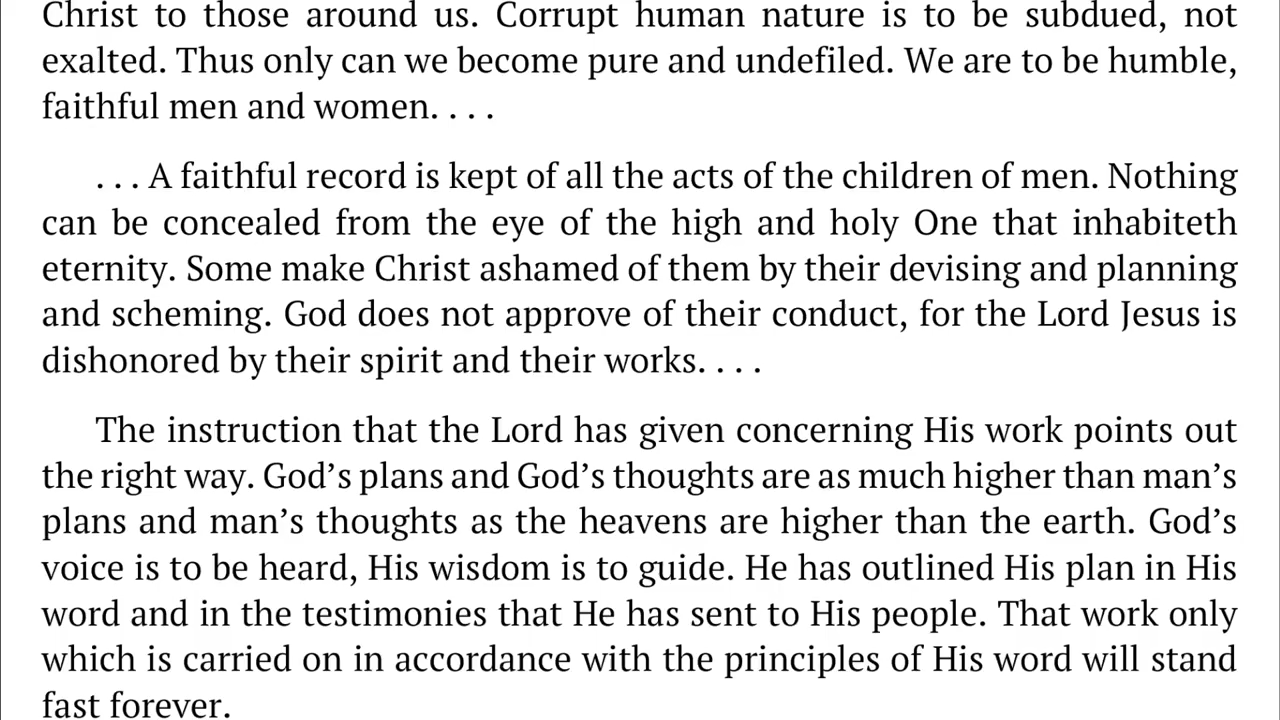 Christ to those around us. Corrupt human nature is to be subdued, not
exalted. Thus only can we become pure and undefiled. We are to be humble,
faithful men and women. . . .
. . . A faithful record is kept of all the acts of the children of men. Nothing
can be concealed from the eye of the high and holy One that inhabiteth
eternity. Some make Christ ashamed of them by their devising and planning
and scheming. God does not approve of their conduct, for the Lord Jesus is
dishonored by their spirit and their works. . . .
The instruction that the Lord has given concerning His work points out
the right way. God’s plans and God’s thoughts are as much higher than man’s
plans and man’s thoughts as the heavens are higher than the earth. God’s
voice is to be heard, His wisdom is to guide. He has outlined His plan in His
word and in the testimonies that He has sent to His people. That work only
which is carried on in accordance with the principles of His word will stand
fast forever.